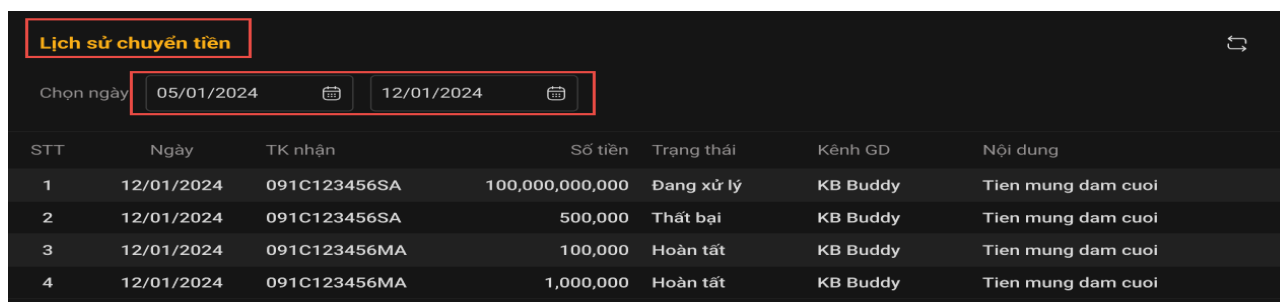 Lịch sử chuyển tiền
Chọn ngày 05/01/2024 12/01/2024
STT Ngày TK nhận Số tiền Trạng thái Kênh GD Nội dung
1 12/01/2024 091C123456SA 100,000,000,000 Đang xử lý KB Buddy Tien mung dam cuoi
2 12/01/2024 091C123456SA 500,000 Thất bại KB Buddy Tien mung dam cuoi
3 12/01/2024 091C123456MA 100,000 Hoàn tất KB Buddy Tien mung dam cuoi
4 12/01/2024 091C123456MA 1,000,000 Hoàn tất KB Buddy Tien mung dam cuoi